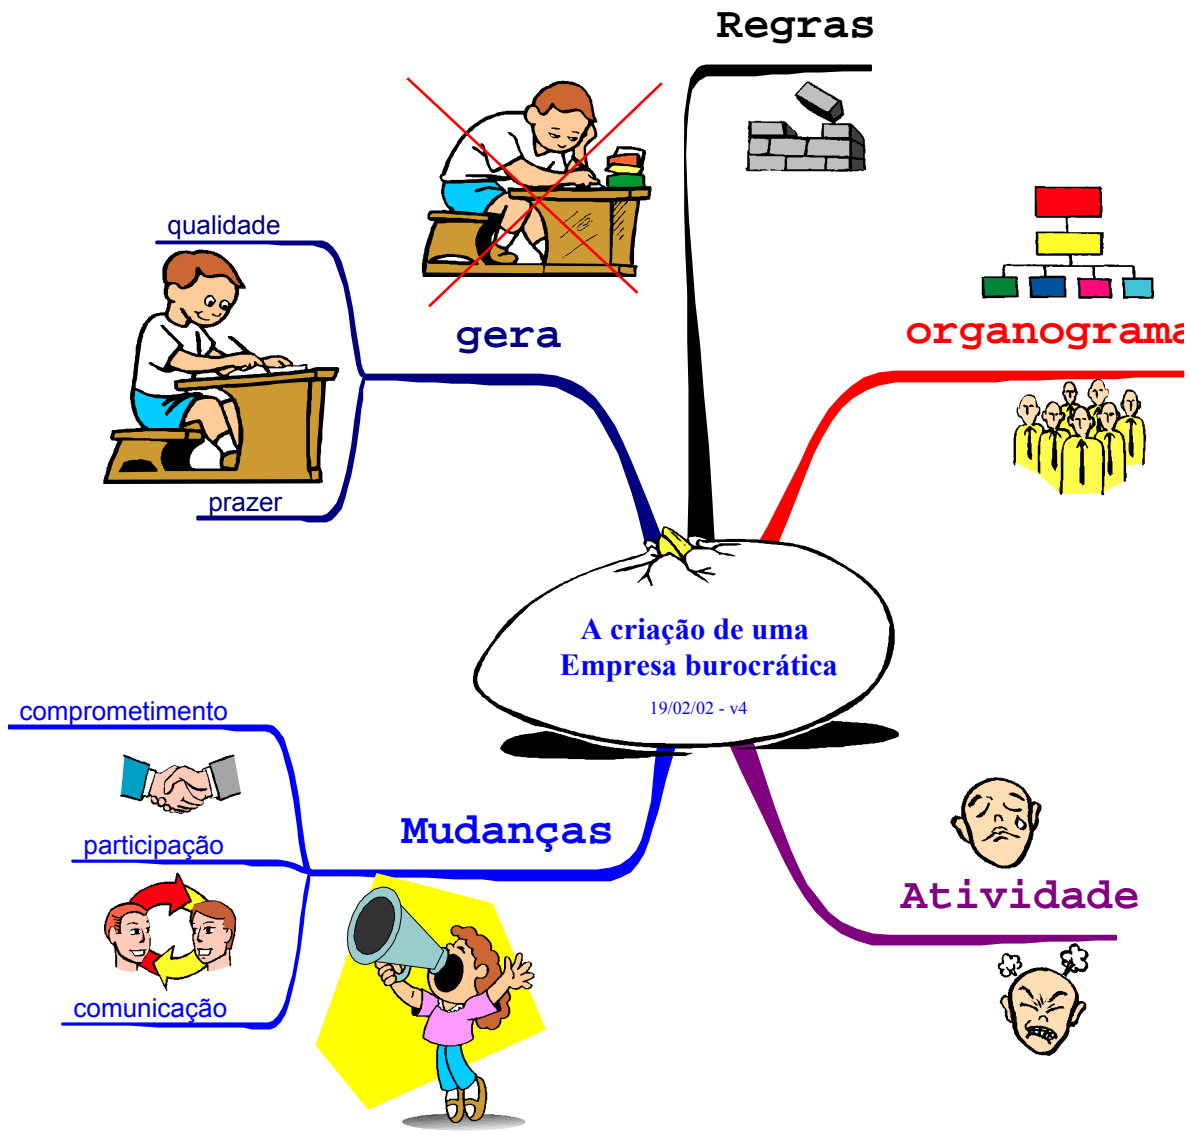 Regras
qualidade
gera
organograma
prazer
A criação de uma
Empresa burocrática
19/02/02 - v4
comprometimento
Mudanças
participação
Atividade
comunicação